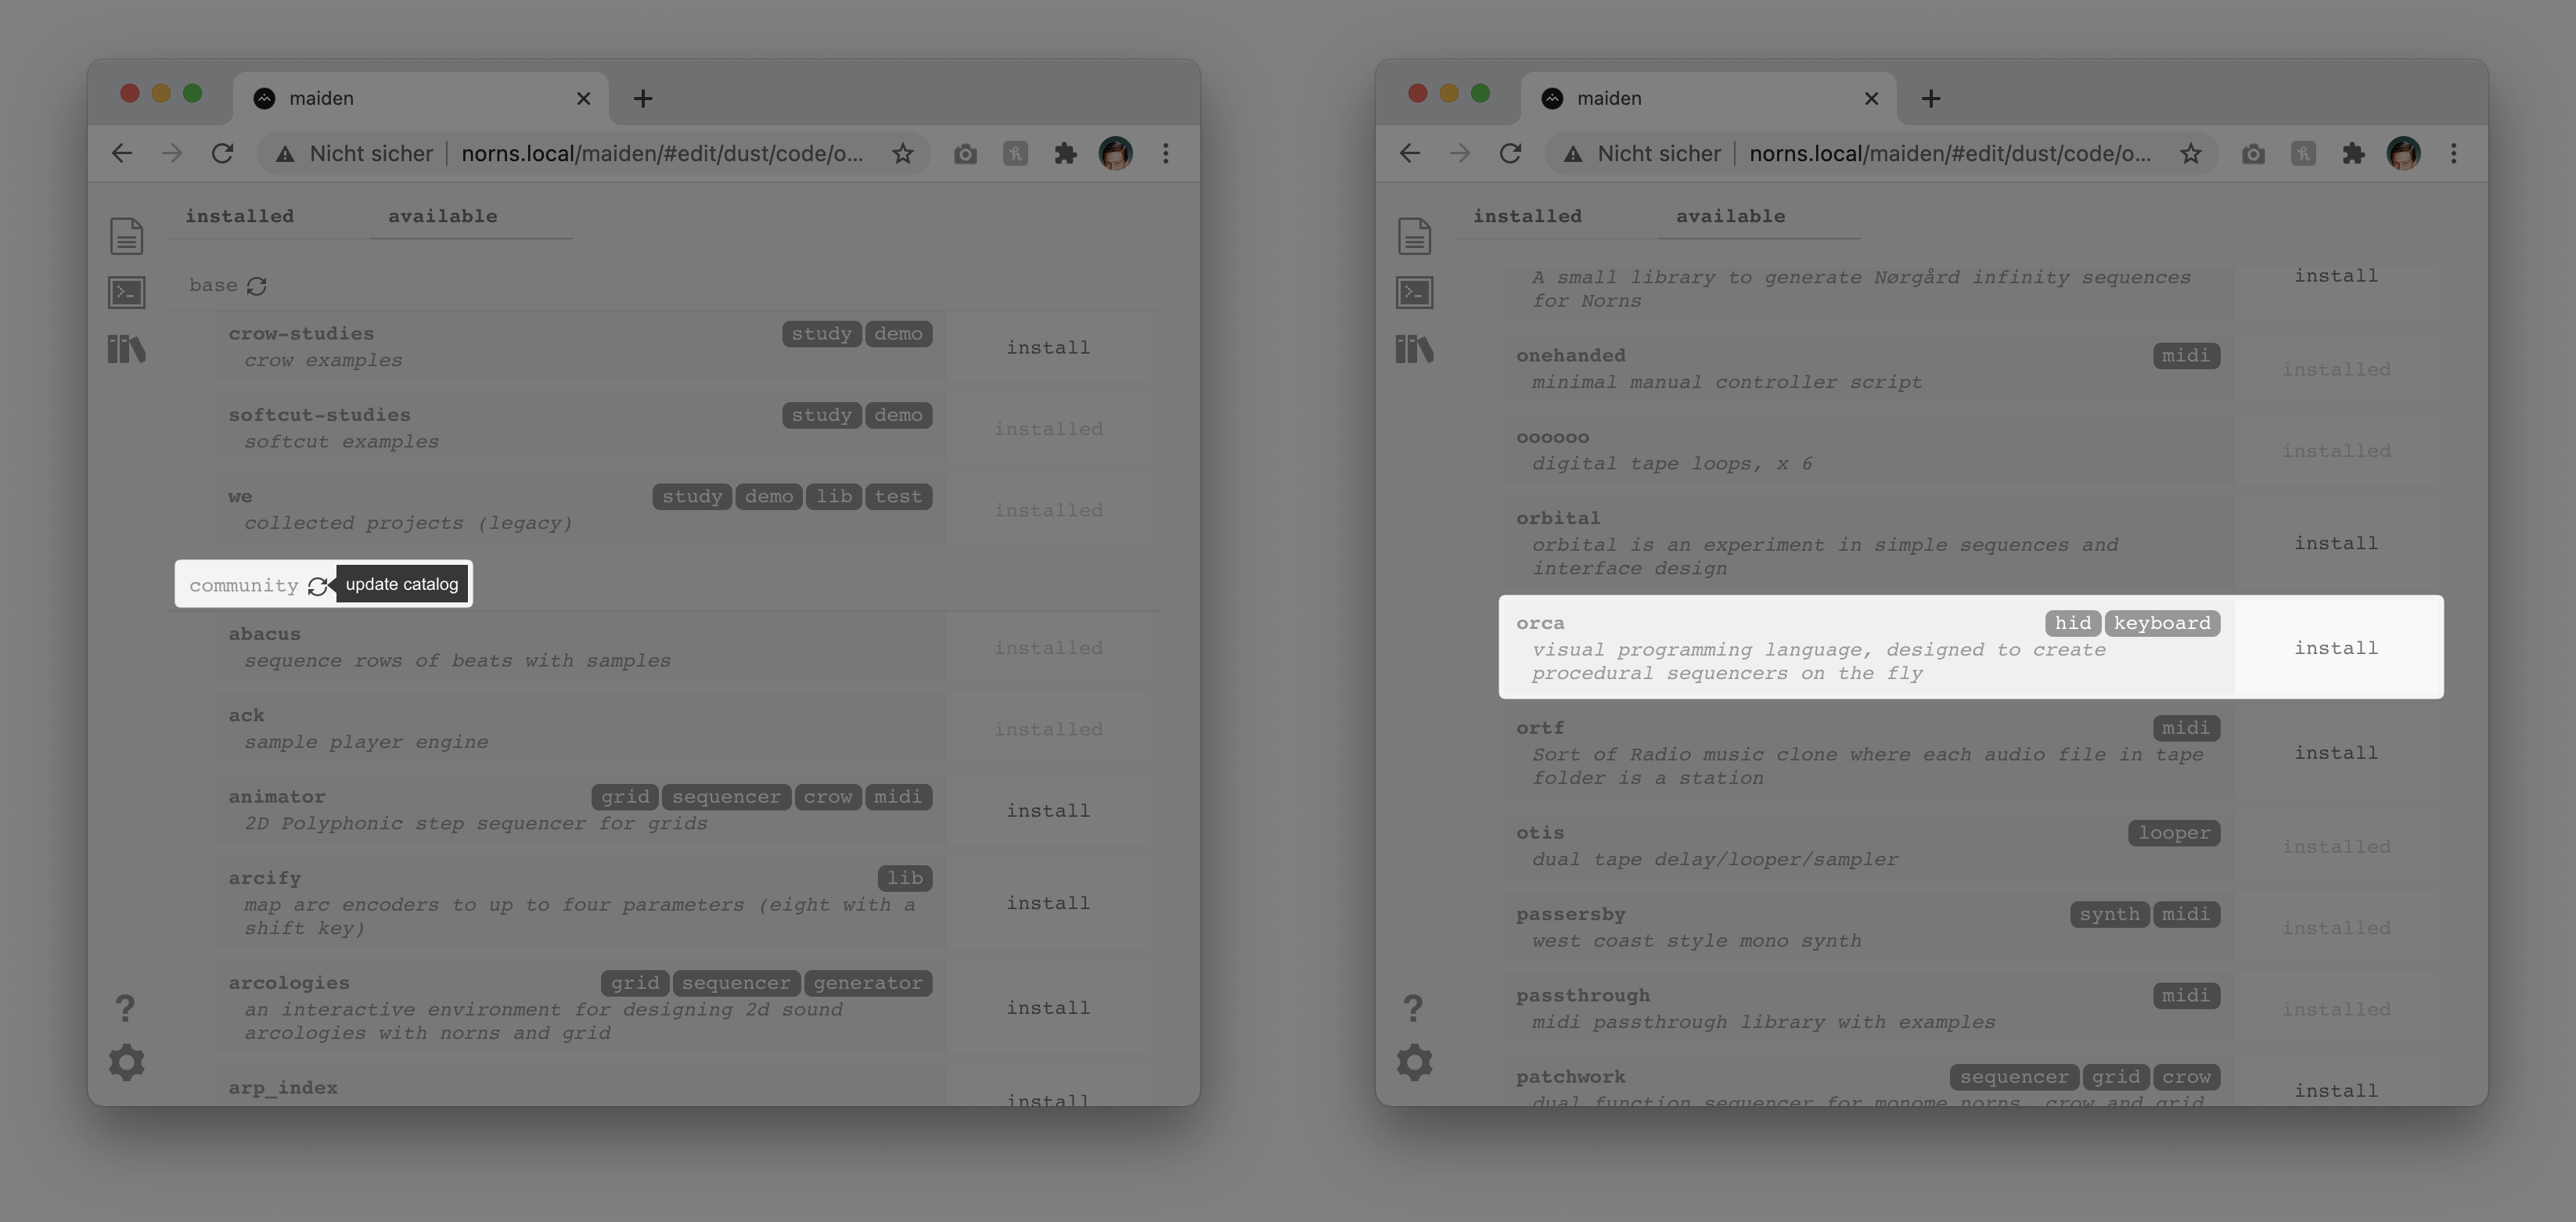 maiden
Nicht sicher norns.local/maiden/#edit/dust/code/o...
installed available
base
crow-studies study demo
crow examples
install
softcut-studies study demo
softcut examples
installed
we study demo lib test
collected projects (legacy)
installed
community update catalog
abacus
sequence rows of beats with samples
installed
ack
sample player engine
installed
animator grid sequencer crow midi
2D Polyphonic step sequencer for grids
install
arcify lib
map arc encoders to up to four parameters (eight with a
shift key)
install
arcologies grid sequencer generator
an interactive environment for designing 2d sound
arcologies with norns and grid
install
arp_index
install
?
maiden
Nicht sicher norns.local/maiden/#edit/dust/code/o...
installed available
A small library to generate Nørgård infinity sequences
for Norns
install
onehanded midi
minimal manual controller script
installed
oooooo
digital tape loops, x 6
installed
orbital
orbital is an experiment in simple sequences and
interface design
install
orca hid keyboard
visual programming language, designed to create
procedural sequencers on the fly
install
ortf midi
Sort of Radio music clone where each audio file in tape
folder is a station
install
otis looper
dual tape delay/looper/sampler
installed
passersby synth midi
west coast style mono synth
installed
passthrough midi
midi passthrough library with examples
installed
patchwork sequencer grid crow
dual function sequencer for monome norns, crow and grid
install
?